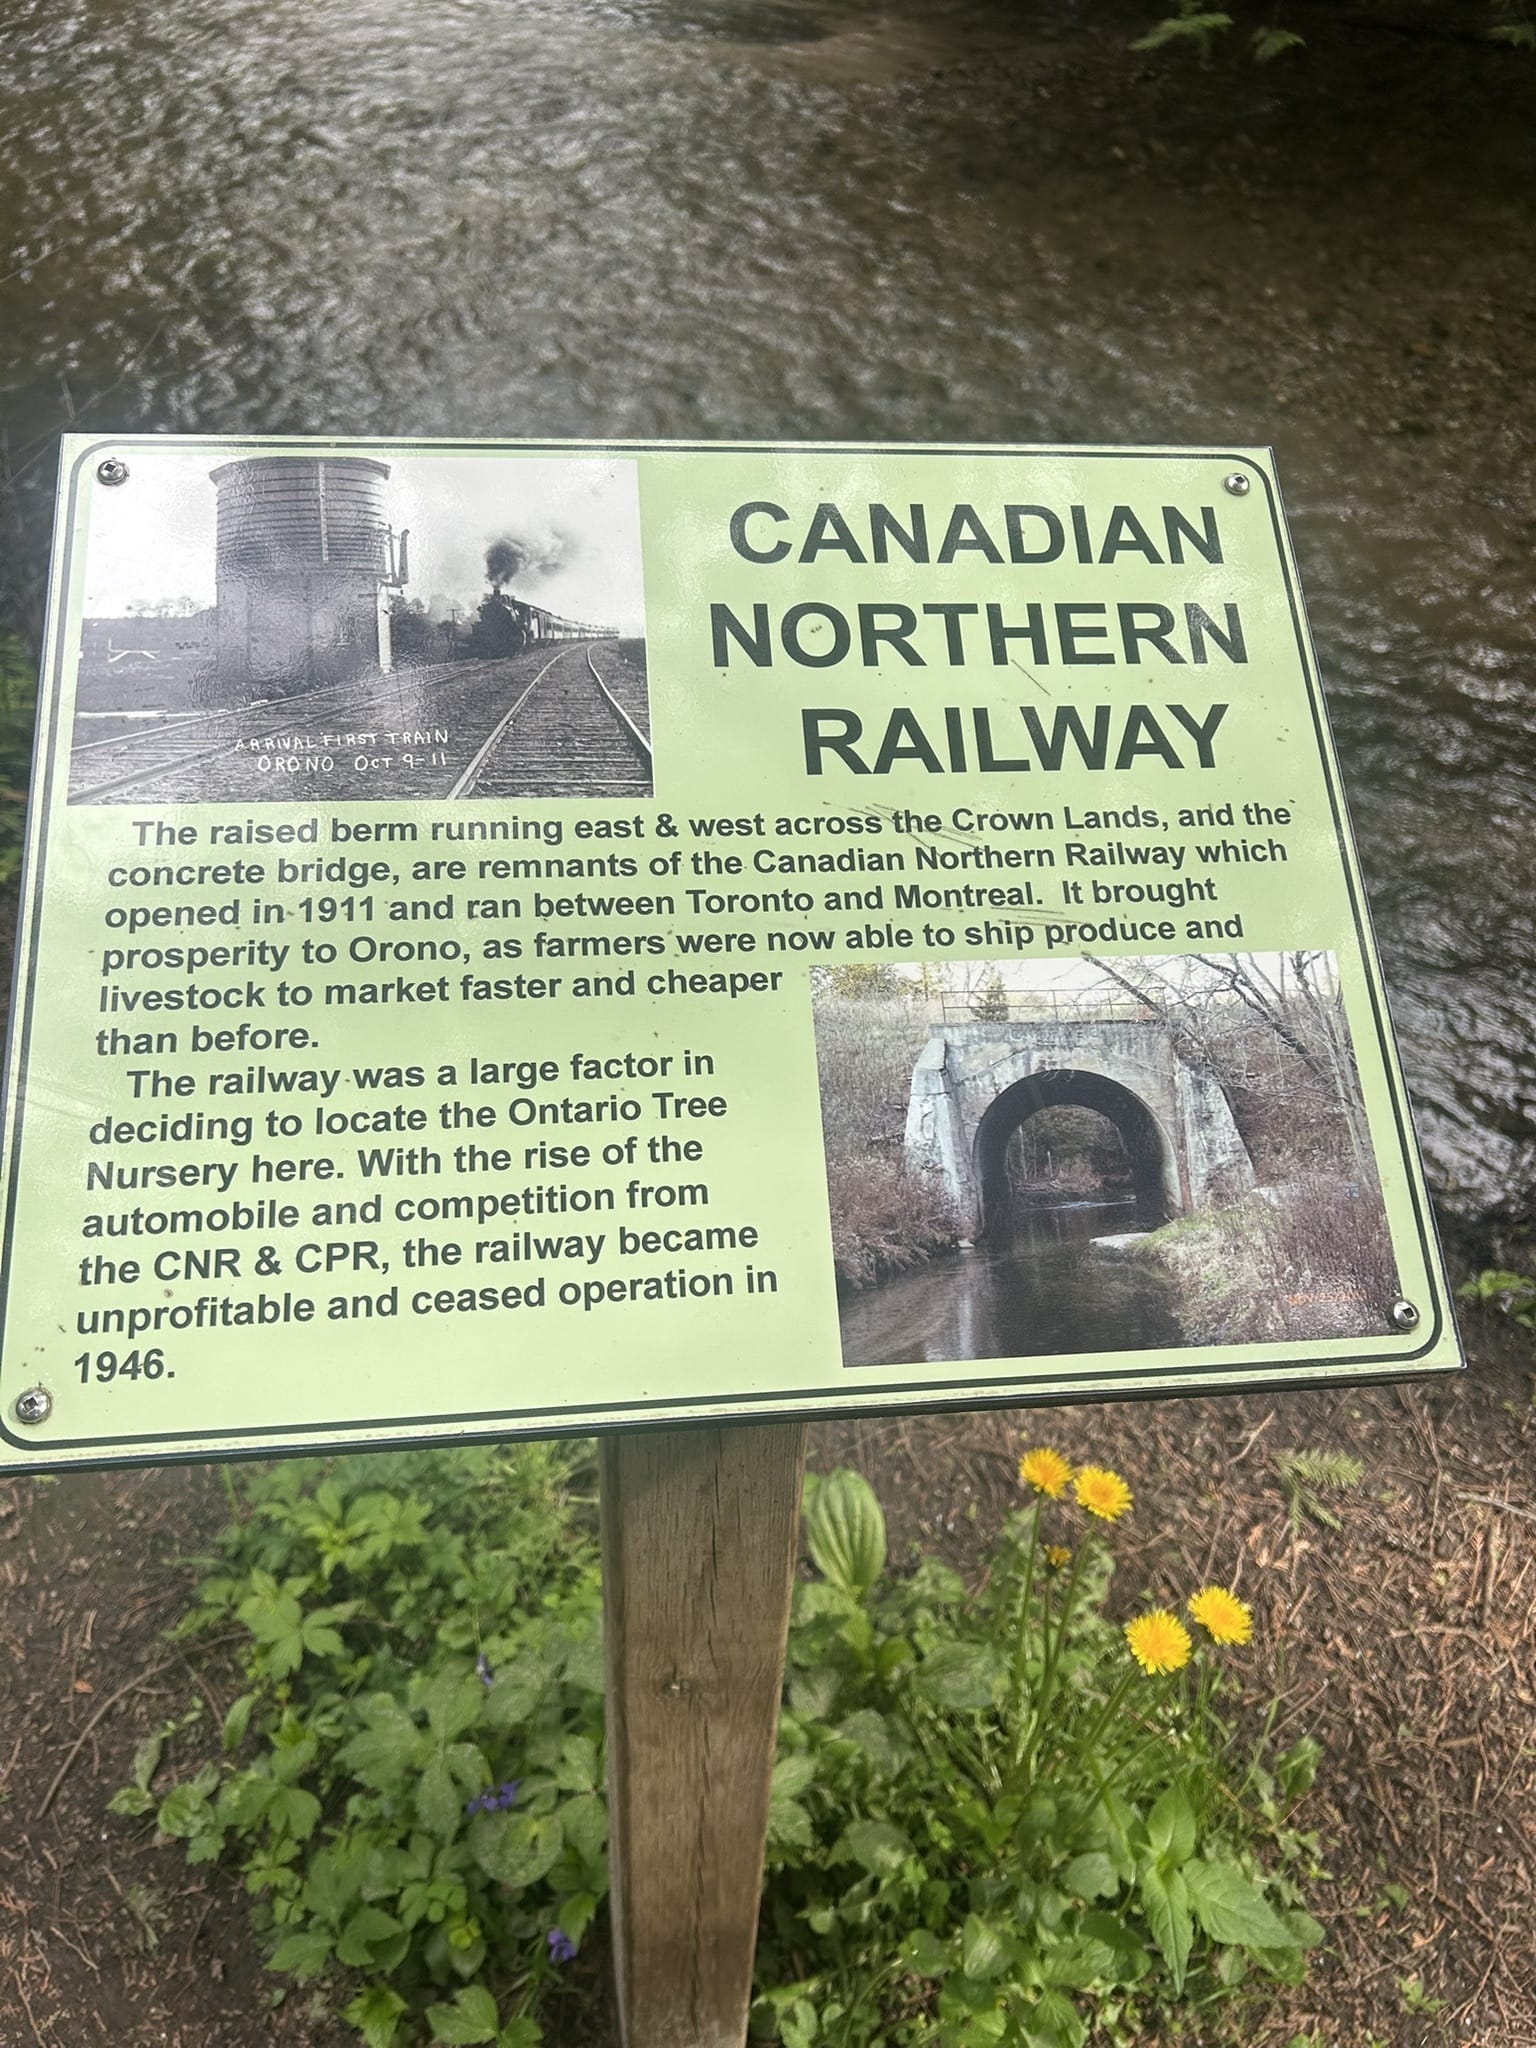 ARRIVAL FIRST TRAIN
ORONO OCT 9-11
CANADIAN
NORTHERN
RAILWAY
The raised berm running east & west across the Crown Lands, and the
concrete bridge, are remnants of the Canadian Northern Railway which
opened in 1911 and ran between Toronto and Montreal. It brought
prosperity to Orono, as farmers were now able to ship produce and
livestock to market faster and cheaper
than before.
The railway was a large factor in
deciding to locate the Ontario Tree
Nursery here. With the rise of the
automobile and competition from
the CNR & CPR, the railway became
unprofitable and ceased operation in
1946.